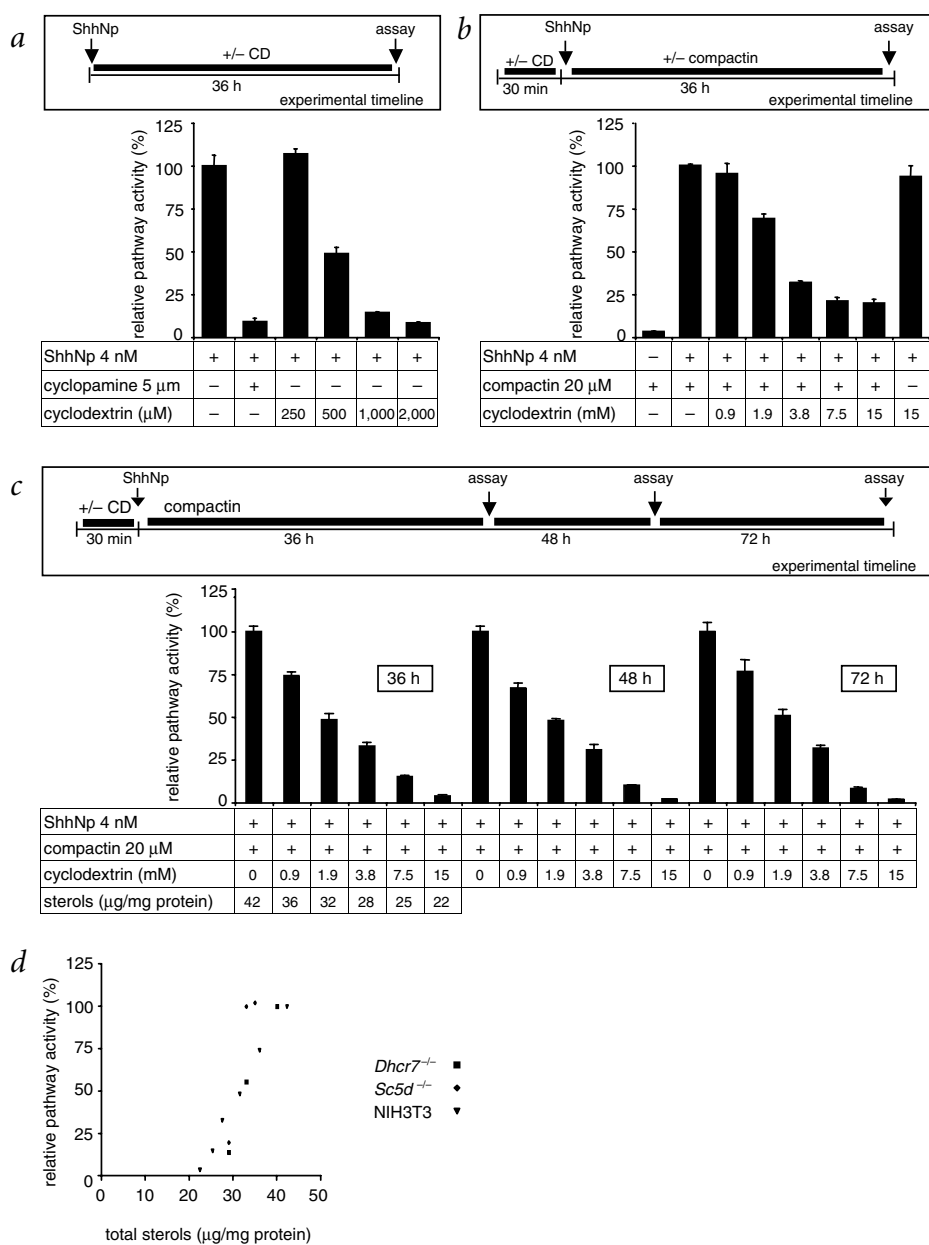 a
ShhNp
assay
+/– CD
36 h
experimental timeline
relative pathway activity (%)
125
100
75
50
25
0
ShhNp 4 nM + + + + + +
cyclopamine 5 μm – + – – – –
cyclodextrin (μM) – – 250 500 1,000 2,000
b
ShhNp
assay
+/– CD
+/– compactin
30 min
36 h
experimental timeline
relative pathway activity (%)
125
100
75
50
25
0
ShhNp 4 nM – + + + + + + +
compactin 20 μM + + + + + + + –
cyclodextrin (mM) – – 0.9 1.9 3.8 7.5 15 15
c
ShhNp
assay
assay
assay
+/– CD
compactin
30 min
36 h
48 h
72 h
experimental timeline
relative pathway activity (%)
125
100
75
50
25
0
36 h
48 h
72 h
ShhNp 4 nM + + + + + + + + + + + + + + + + + +
compactin 20 μM + + + + + + + + + + + + + + + + + +
cyclodextrin (mM) 0 0.9 1.9 3.8 7.5 15 0 0.9 1.9 3.8 7.5 15 0 0.9 1.9 3.8 7.5 15
sterols (μg/mg protein) 42 36 32 28 25 22
d
relative pathway activity (%)
125
100
75
50
25
0
0 10 20 30 40 50
total sterols (μg/mg protein)
Dhcr7–/–
Sc5d –/–
NIH3T3